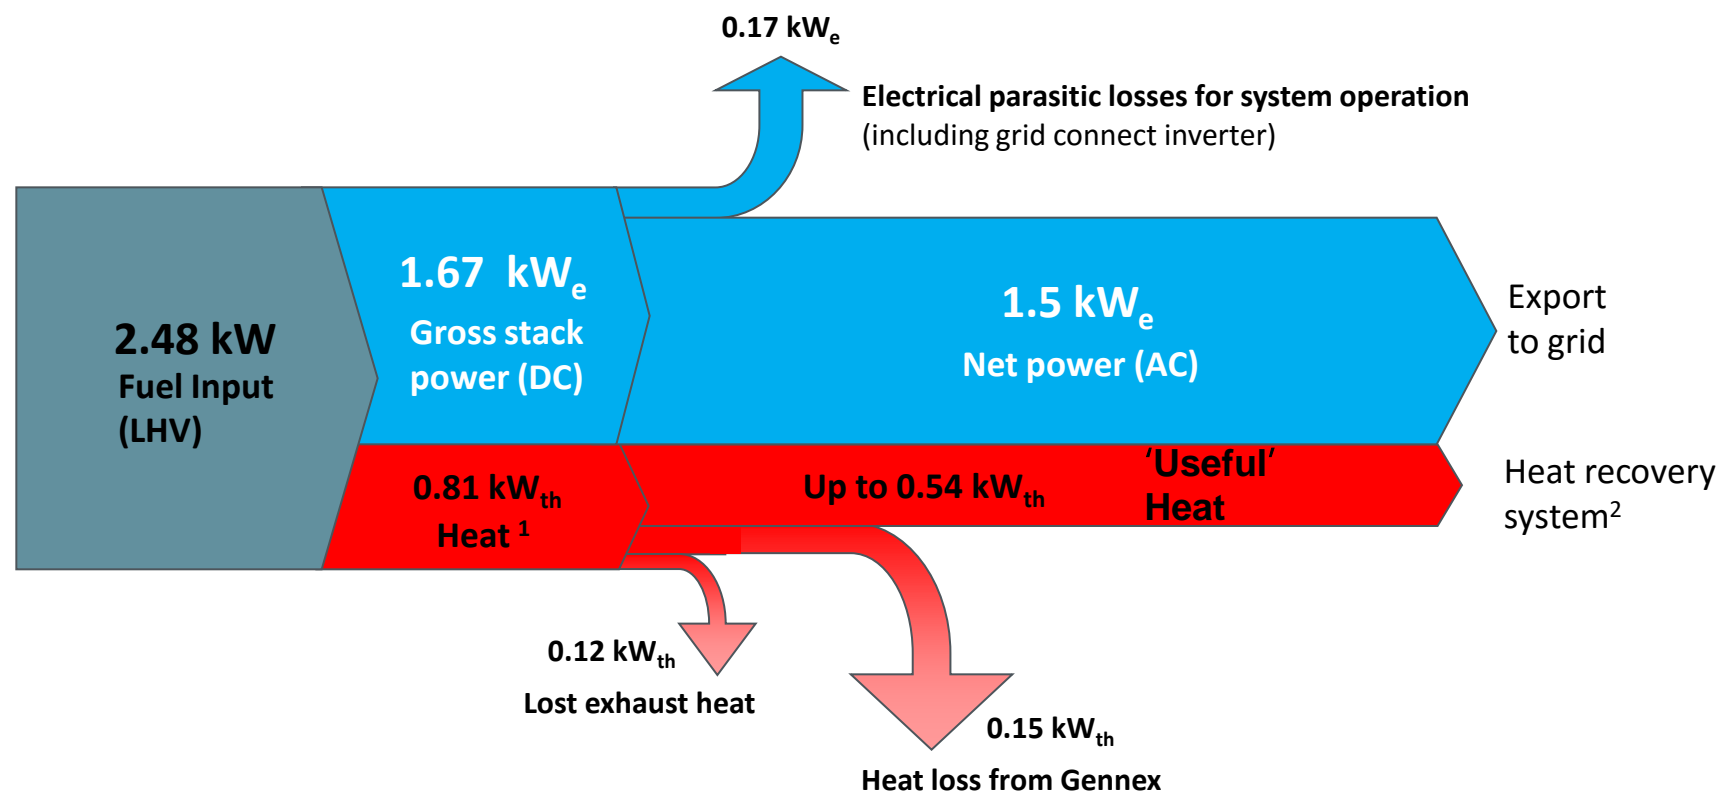 0.17 kWe
Electrical parasitic losses for system operation
(including grid connect inverter)
2.48 kW
Fuel Input
(LHV)
1.67 kWe
Gross stack
power (DC)
1.5 kWe
Net power (AC)
Export
to grid
0.81 kWth
Heat 1
Up to 0.54 kWth
‘Useful’
Heat
Heat recovery
system2
0.12 kWth
Lost exhaust heat
0.15 kWth
Heat loss from Gennex